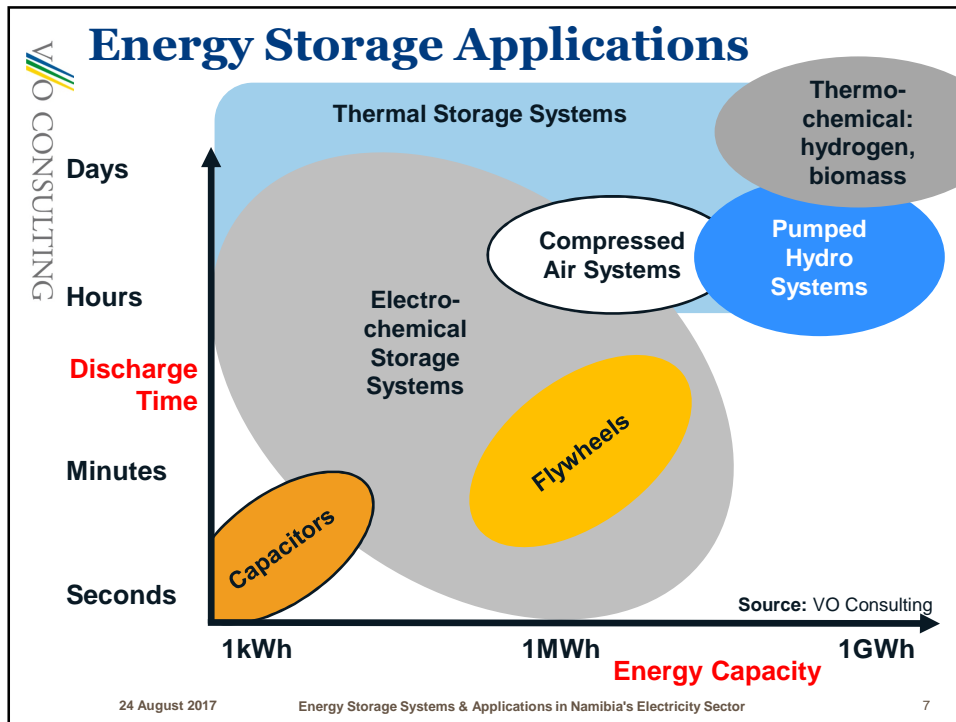 Energy Storage Applications
V O CONSULTING
Thermal Storage Systems
Thermo-
chemical:
hydrogen,
biomass
Days
Compressed
Air Systems
Pumped
Hydro
Systems
Hours
Electro-
chemical
Storage
Systems
Discharge
Time
Flywheels
Minutes
Capacitors
Seconds
Source: VO Consulting
1kWh
1MWh
1GWh
Energy Capacity
24 August 2017
Energy Storage Systems & Applications in Namibia's Electricity Sector
7